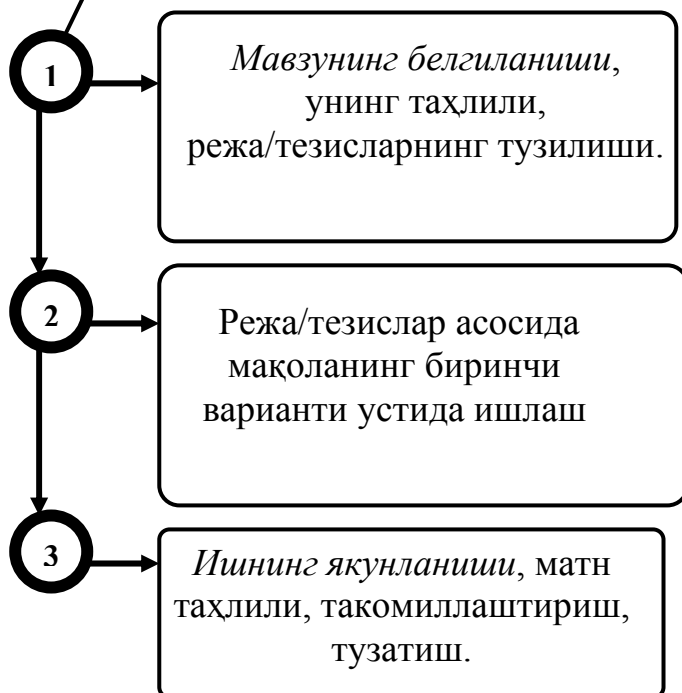 1
Мавзунинг белгиланиши,
унинг таҳлили,
режа/тезисларнинг тузилиши.
2
Режа/тезислар асосида
мақоланинг биринчи
варианти устида ишлаш
3
Ишнинг якунланиши, матн
таҳлили, такомиллаштириш,
тузатиш.